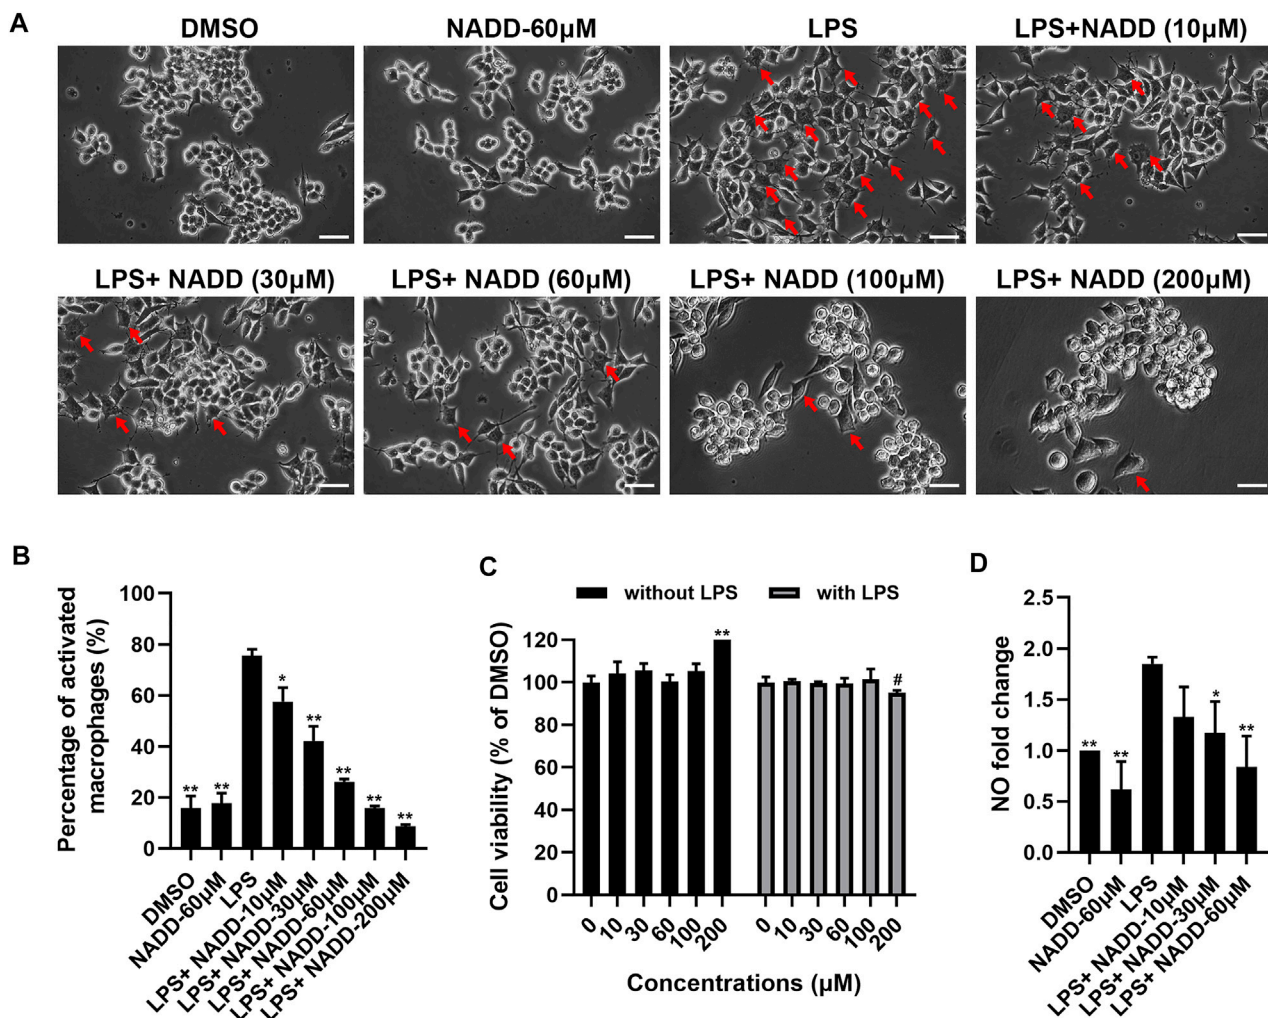 A
DMSO
NADD-60μM
LPS
LPS+NADD (10μM)
LPS+ NADD (30μM)
LPS+ NADD (60μM)
LPS+ NADD (100μM)
LPS+ NADD (200μM)
B
Percentage of activated
macrophages (%)
100
80
60
40
20
0
**
**
*
**
**
**
**
DMSO
NADD-60μM
LPS
LPS+ NADD-10μM
LPS+ NADD-30μM
LPS+ NADD-60μM
LPS+ NADD-100μM
LPS+ NADD-200μM
C
without LPS
with LPS
Cell viability (% of DMSO)
120
100
80
60
40
20
0
**
#
0
10
30
60
100
200
0
10
30
60
100
200
Concentrations (μM)
D
NO fold change
2.5
2.0
1.5
1.0
0.5
0.0
**
**
*
**
DMSO
NADD-60μM
LPS
LPS+ NADD-10μM
LPS+ NADD-30μM
LPS+ NADD-60μM